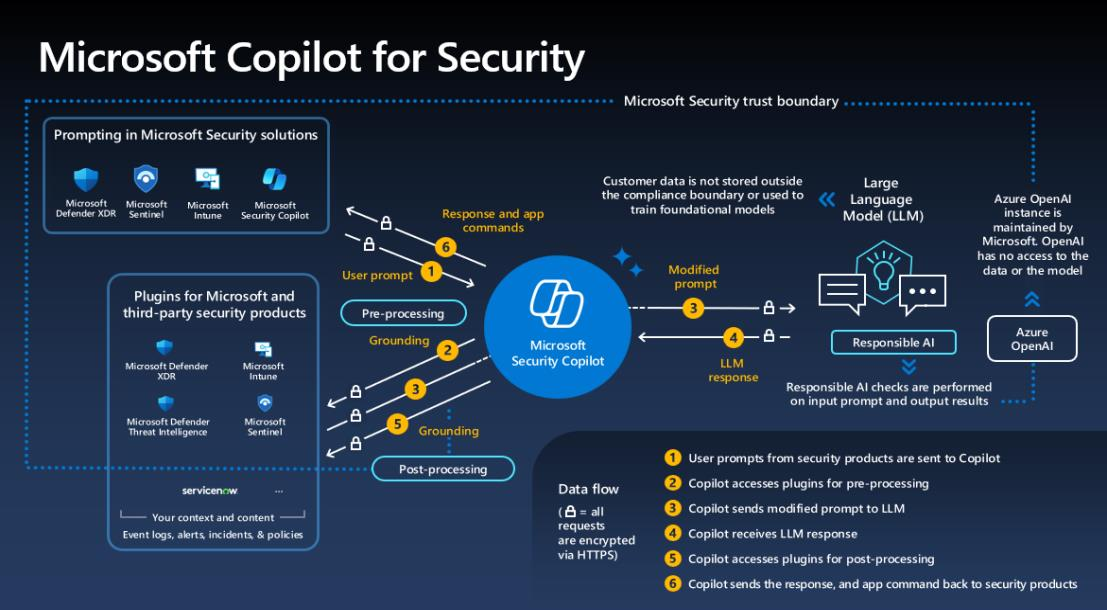 Microsoft Copilot for Security
Microsoft Security trust boundary
Prompting in Microsoft Security solutions
Microsoft
Defender XDR
Microsoft
Sentinel
Microsoft
Intune
Microsoft
Security Copilot
Response and app
commands
6
User prompt
1
Pre-processing
Plugins for Microsoft and
third-party security products
Microsoft Defender
XDR
Microsoft
Intune
Microsoft Defender
Threat Intelligence
Microsoft
Sentinel
servicenow
...
Your context and content
Event logs, alerts, incidents, & policies
Grounding
2
3
5
Grounding
Post-processing
Microsoft
Security Copilot
Customer data is not stored outside
the compliance boundary or used to
train foundational models
Modified
prompt
3
4
LLM
response
Large
Language
Model (LLM)
Responsible AI
Responsible AI checks are performed
on input prompt and output results
Azure OpenAI
instance is
maintained by
Microsoft. OpenAI
has no access to the
data or the model
Azure
OpenAI
Data flow
( = all
requests
are encrypted
via HTTPS)
1 User prompts from security products are sent to Copilot
2 Copilot accesses plugins for pre-processing
3 Copilot sends modified prompt to LLM
4 Copilot receives LLM response
5 Copilot accesses plugins for post-processing
6 Copilot sends the response, and app command back to security products